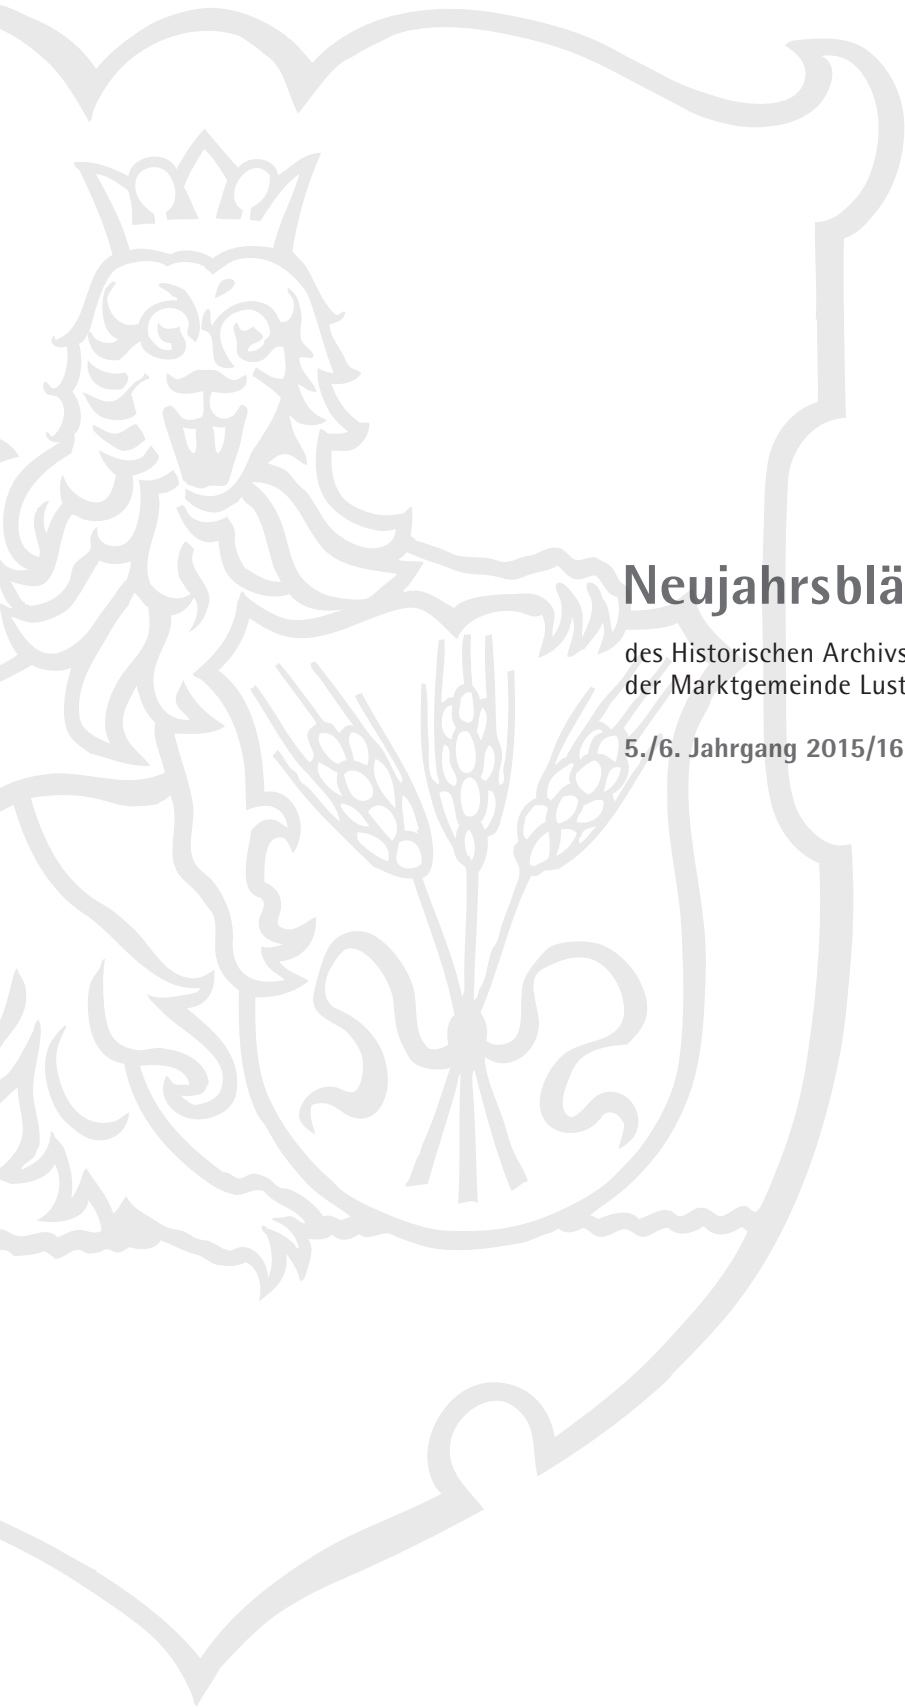 Neujahrsblä
des Historischen Archivs
der Marktgemeinde Lust
5./6. Jahrgang 2015/16